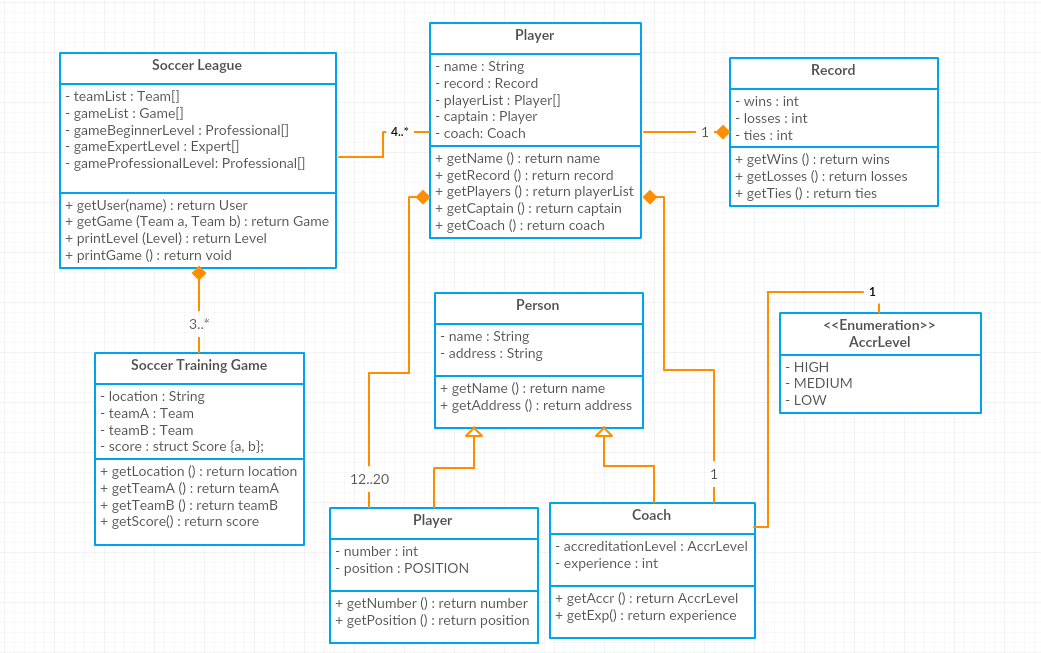 Soccer League
- teamList : Team[]
- gameList : Game[]
- gameBeginnerLevel : Professional[]
- gameExpertLevel : Expert[]
- gameProfessionalLevel: Professional[]
+ getUser(name) : return User
+ getGame (Team a, Team b) : return Game
+ printLevel (Level) : return Level
+ printGame () : return void
4..*
Player
- name : String
- record : Record
- playerList : Player[]
- captain : Player
- coach: Coach
+ getName () : return name
+ getRecord () : return record
+ getPlayers () : return playerList
+ getCaptain () : return captain
+ getCoach () : return coach
1
Record
- wins : int
- losses : int
- ties : int
+ getWins () : return wins
+ getLosses () : return losses
+ getTies () : return ties
3..*
Soccer Training Game
- location : String
- teamA : Team
- teamB : Team
- score : struct Score {a, b};
+ getLocation () : return location
+ getTeamA () : return teamA
+ getTeamB () : return teamB
+ getScore() : return score
Person
- name : String
- address : String
+ getName () : return name
+ getAddress () : return address
1
<<Enumeration>>
AccrLevel
- HIGH
- MEDIUM
- LOW
12..20
1
Player
- number : int
- position : POSITION
+ getNumber () : return number
+ getPosition () : return position
Coach
- accreditationLevel : AccrLevel
- experience : int
+ getAccr () : return AccrLevel
+ getExp() : return experience